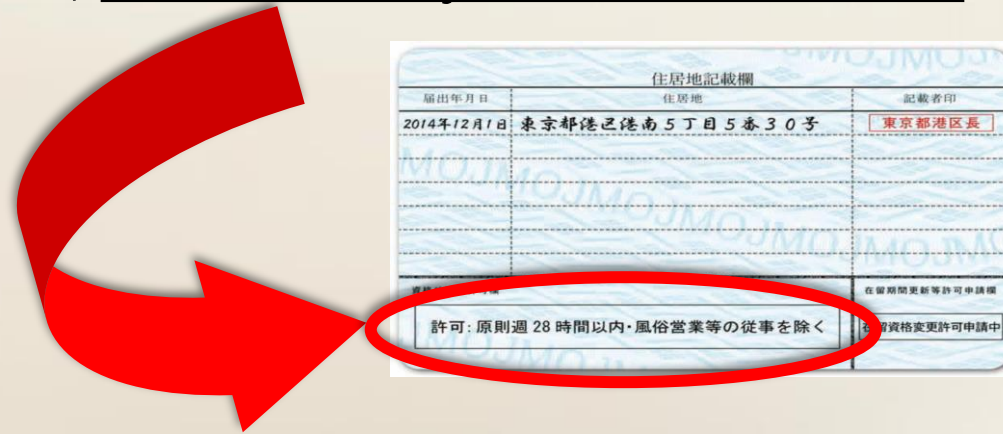 住居地記載欄
届出年月日 住居地 記載者印
2014年12月1日 東京都港区港南5丁目5番30号 東京都港区長
在留期間更新等許可申請欄
許可: 原則週28時間以内・風俗営業等の従事を除く
在留資格変更許可申請中
MOJMOJMOJMOJMOJMOJMO